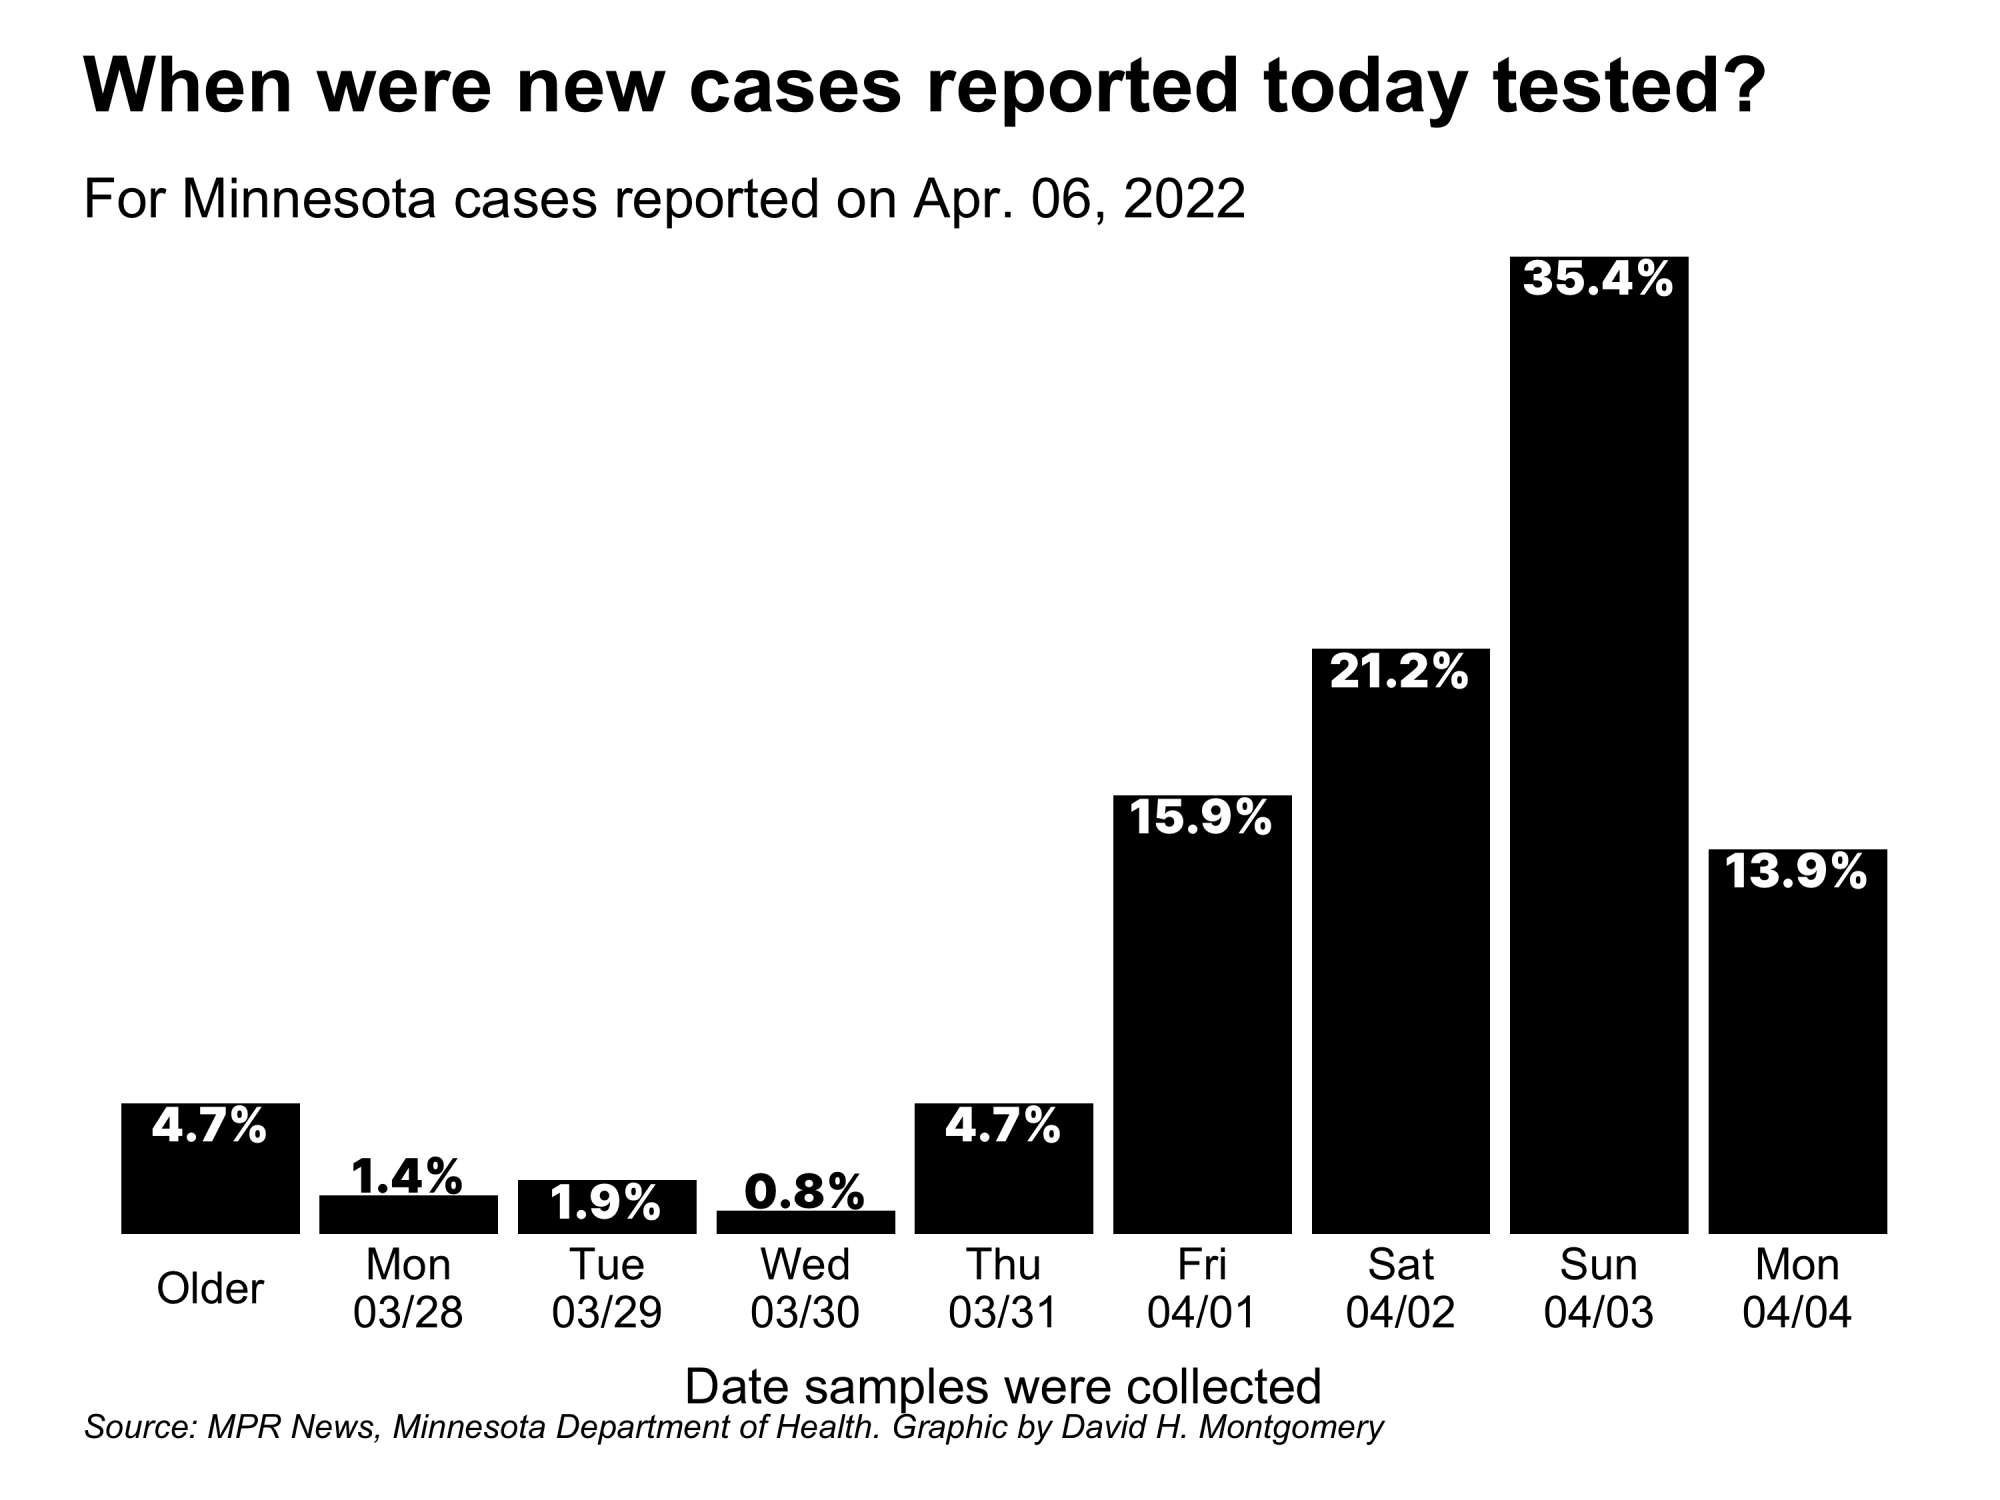 When were new cases reported today tested?
For Minnesota cases reported on Apr. 06, 2022
35.4%
21.2%
15.9%
13.9%
4.7%
1.4%
1.9%
0.8%
4.7%
Older
Mon
03/28
Tue
03/29
Wed
03/30
Thu
03/31
Fri
04/01
Sat
04/02
Sun
04/03
Mon
04/04
Date samples were collected
Source: MPR News, Minnesota Department of Health. Graphic by David H. Montgomery